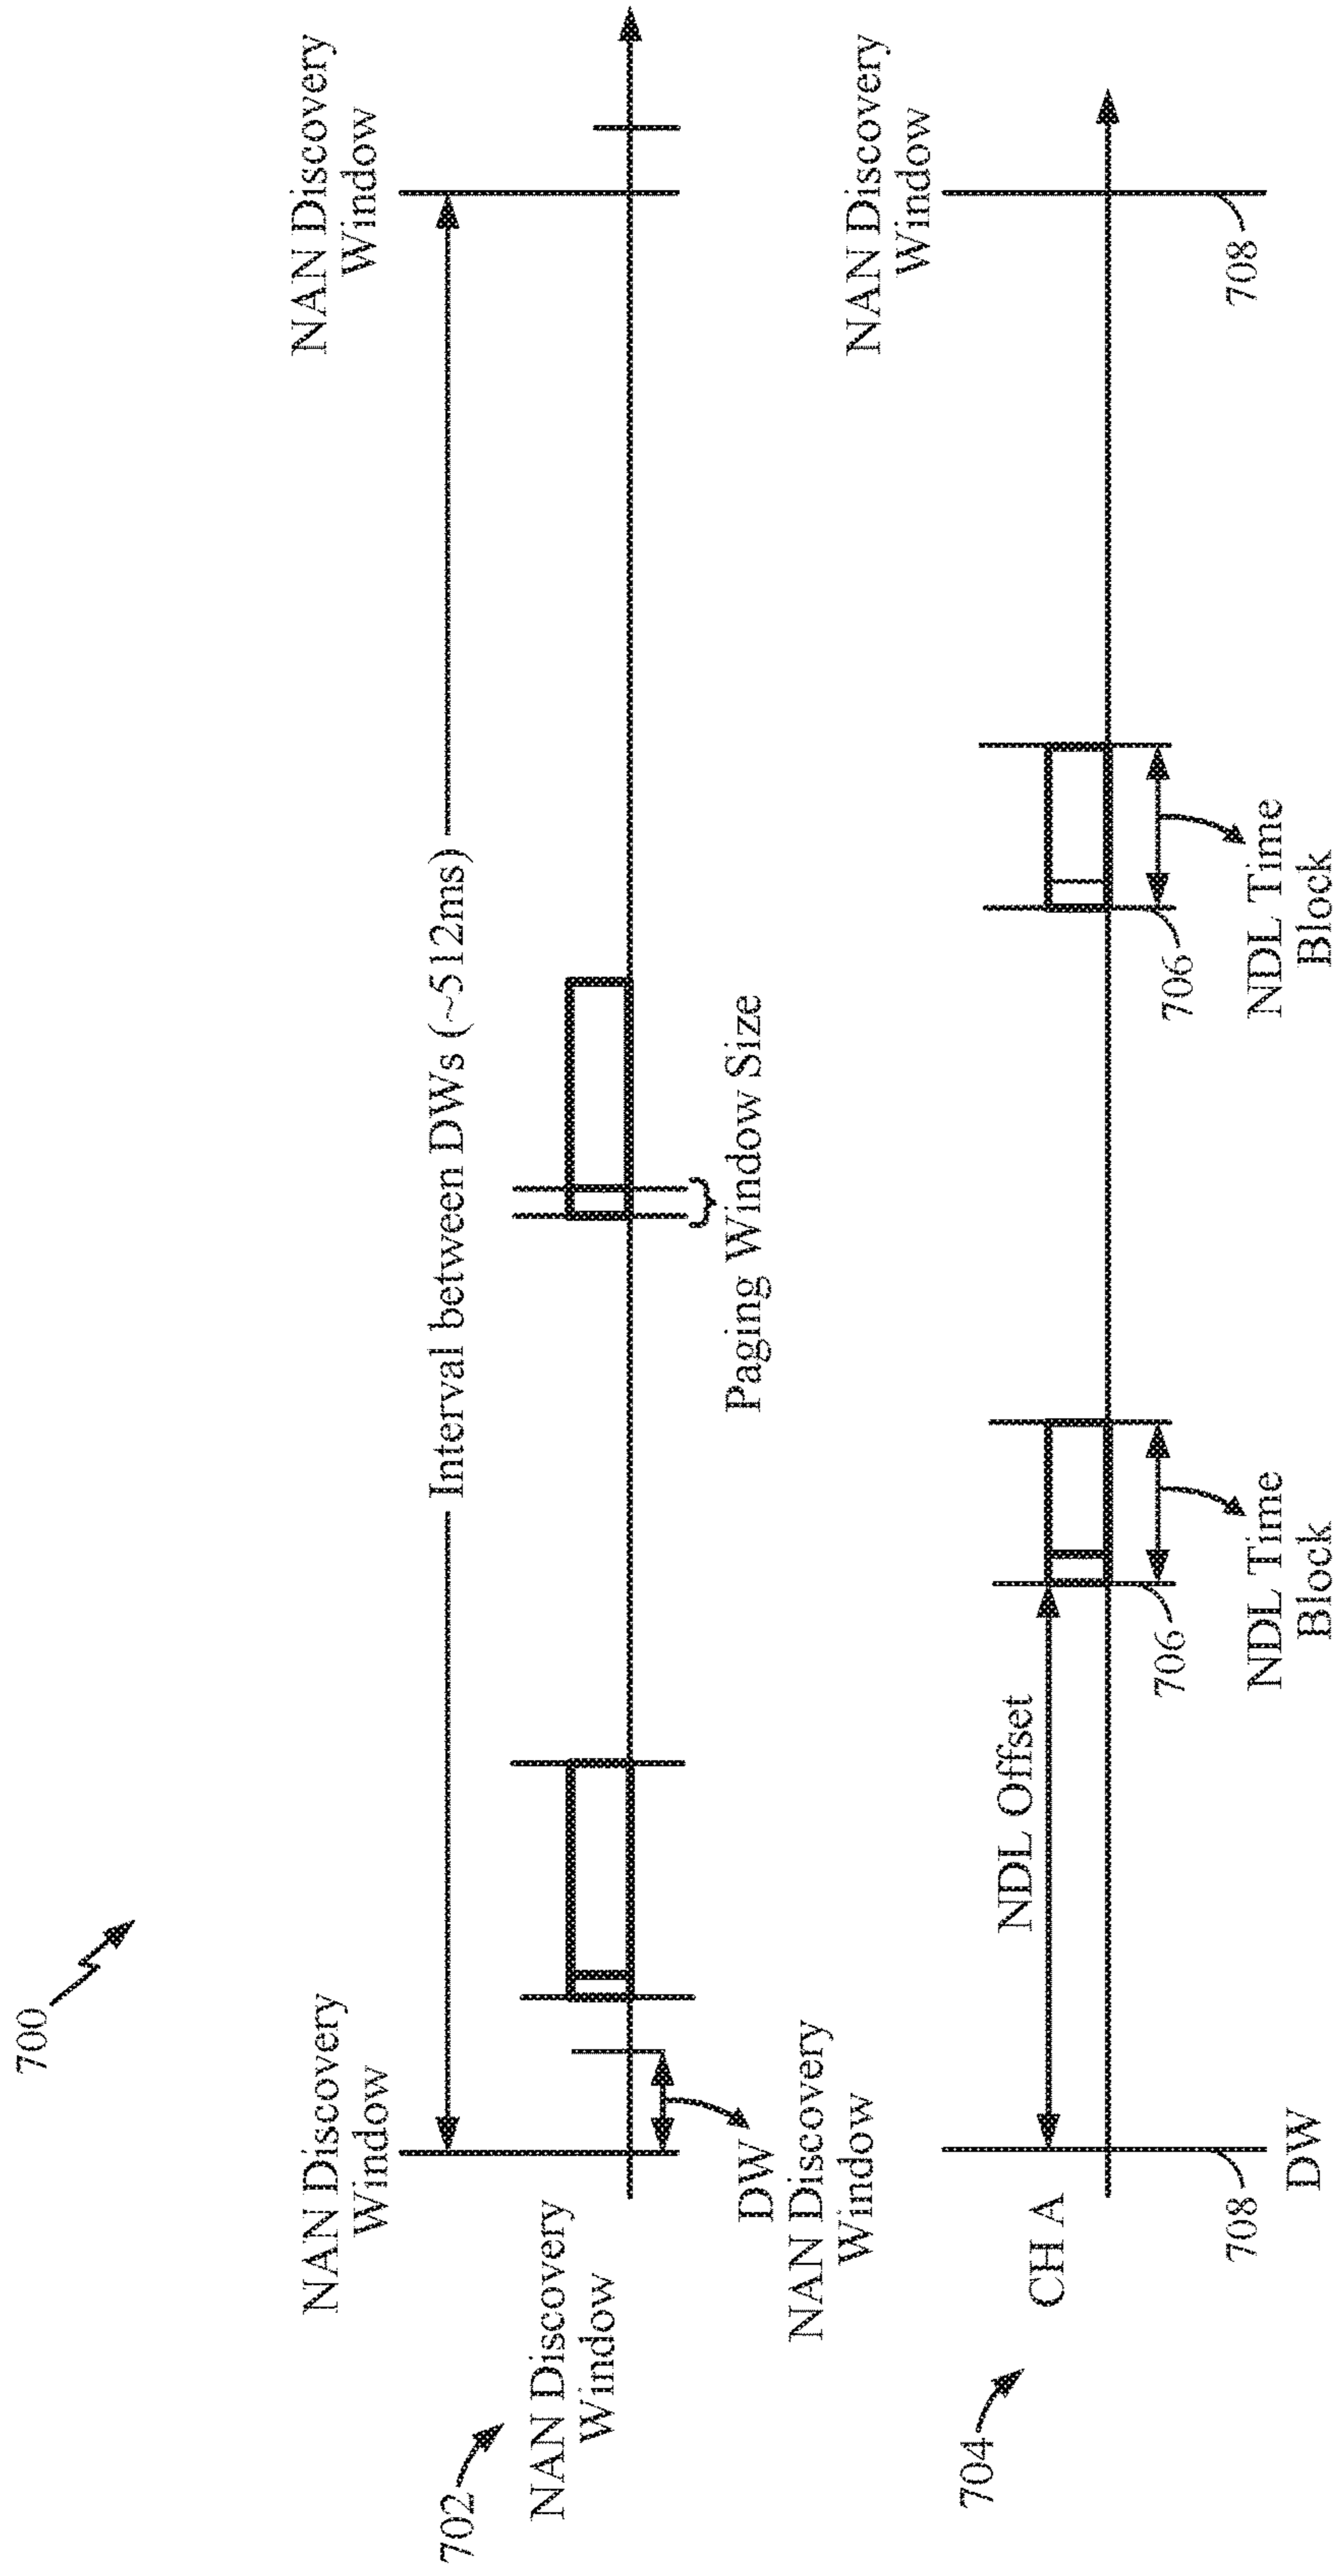 700
702
NAN Discovery
Window
NAN Discovery
Window
Interval between DWs (~512ms)
NAN Discovery
Window
DW
NAN Discovery
Window
Paging Window Size
704
CH A
NDL Offset
NAN Discovery
Window
706
706
708
DW
NDL Time
Block
NDL Time
Block
708